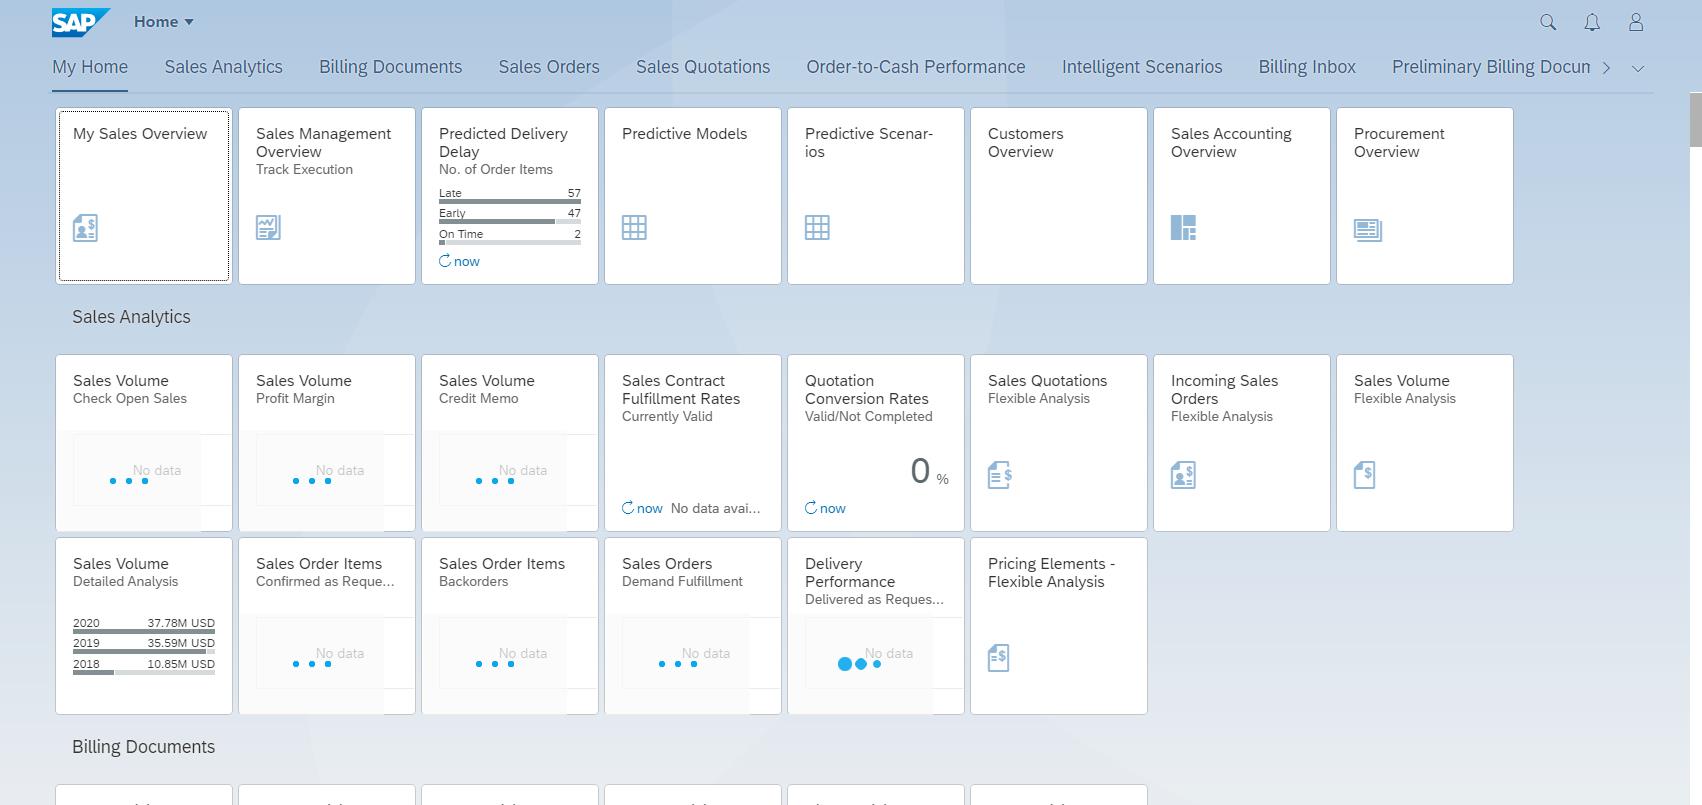 SAP
Home
My Home
Sales Analytics
Billing Documents
Sales Orders
Sales Quotations
Order-to-Cash Performance
Intelligent Scenarios
Billing Inbox
Preliminary Billing Docun
My Sales Overview
Sales Management
Overview
Track Execution
Predicted Delivery
Delay
No. of Order Items
Late 57
Early 47
On Time 2
now
Predictive Models
Predictive Scenar-
ios
Customers
Overview
Sales Accounting
Overview
Procurement
Overview
Sales Analytics
Sales Volume
Check Open Sales
No data
Sales Volume
Profit Margin
No data
Sales Volume
Credit Memo
No data
Sales Contract
Fulfillment Rates
Currently Valid
now No data avai...
Quotation
Conversion Rates
Valid/Not Completed
0 %
now
Sales Quotations
Flexible Analysis
Incoming Sales
Orders
Flexible Analysis
Sales Volume
Flexible Analysis
Sales Volume
Detailed Analysis
2020 37.78M USD
2019 35.59M USD
2018 10.85M USD
Sales Order Items
Confirmed as Reque...
No data
Sales Order Items
Backorders
No data
Sales Orders
Demand Fulfillment
No data
Delivery
Performance
Delivered as Reques...
No data
Pricing Elements -
Flexible Analysis
Billing Documents